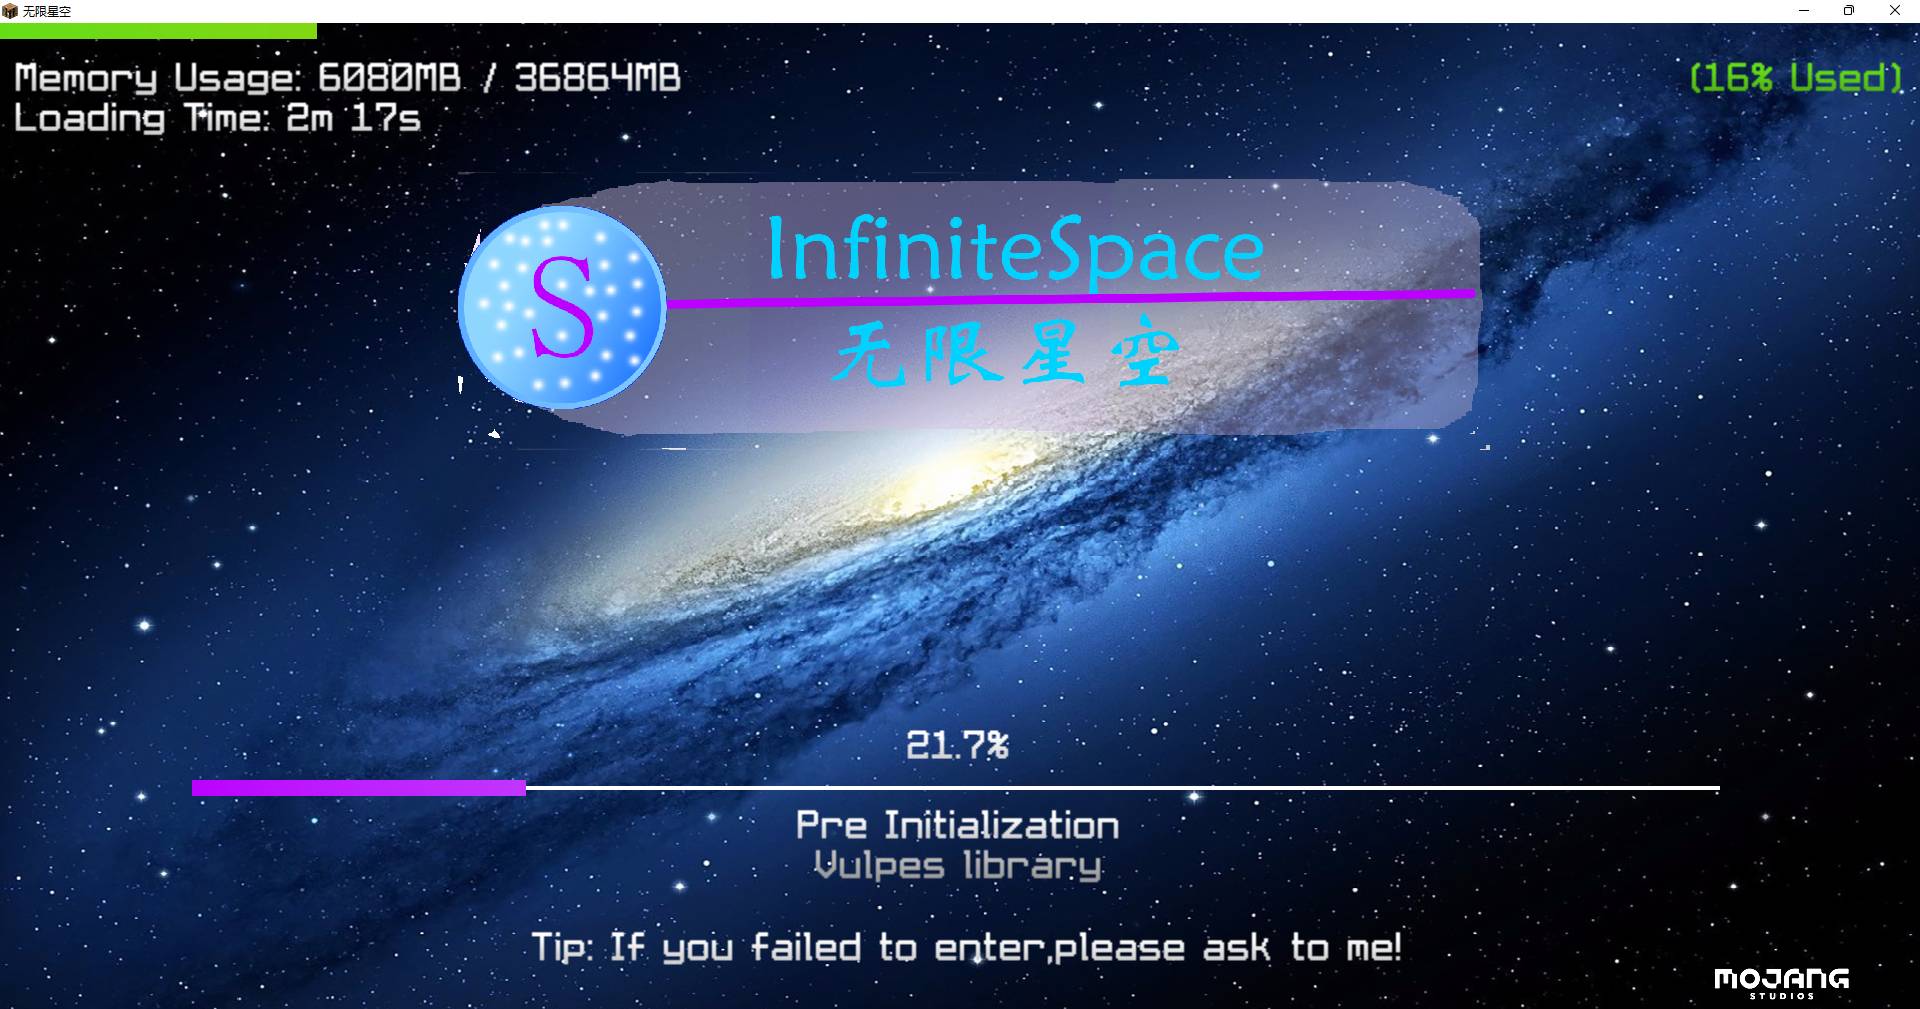 无限星空
Memory Usage: 6080MB / 36864MB
(16% Used)
Loading Time: 2m 17s
S
InfiniteSpace
无限星空
21.7%
Pre Initialization
Vulpes library
Tip: If you failed to enter,please ask to me!
MOJANG
STUDIOS